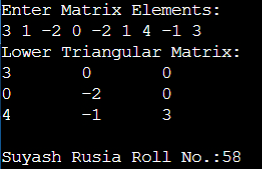 Enter Matrix Elements:
3 1 -2 0 -2 1 4 -1 3
Lower Triangular Matrix:
3 0 0
0 -2 0
4 -1 3
Suyash Rusia Roll No.:58